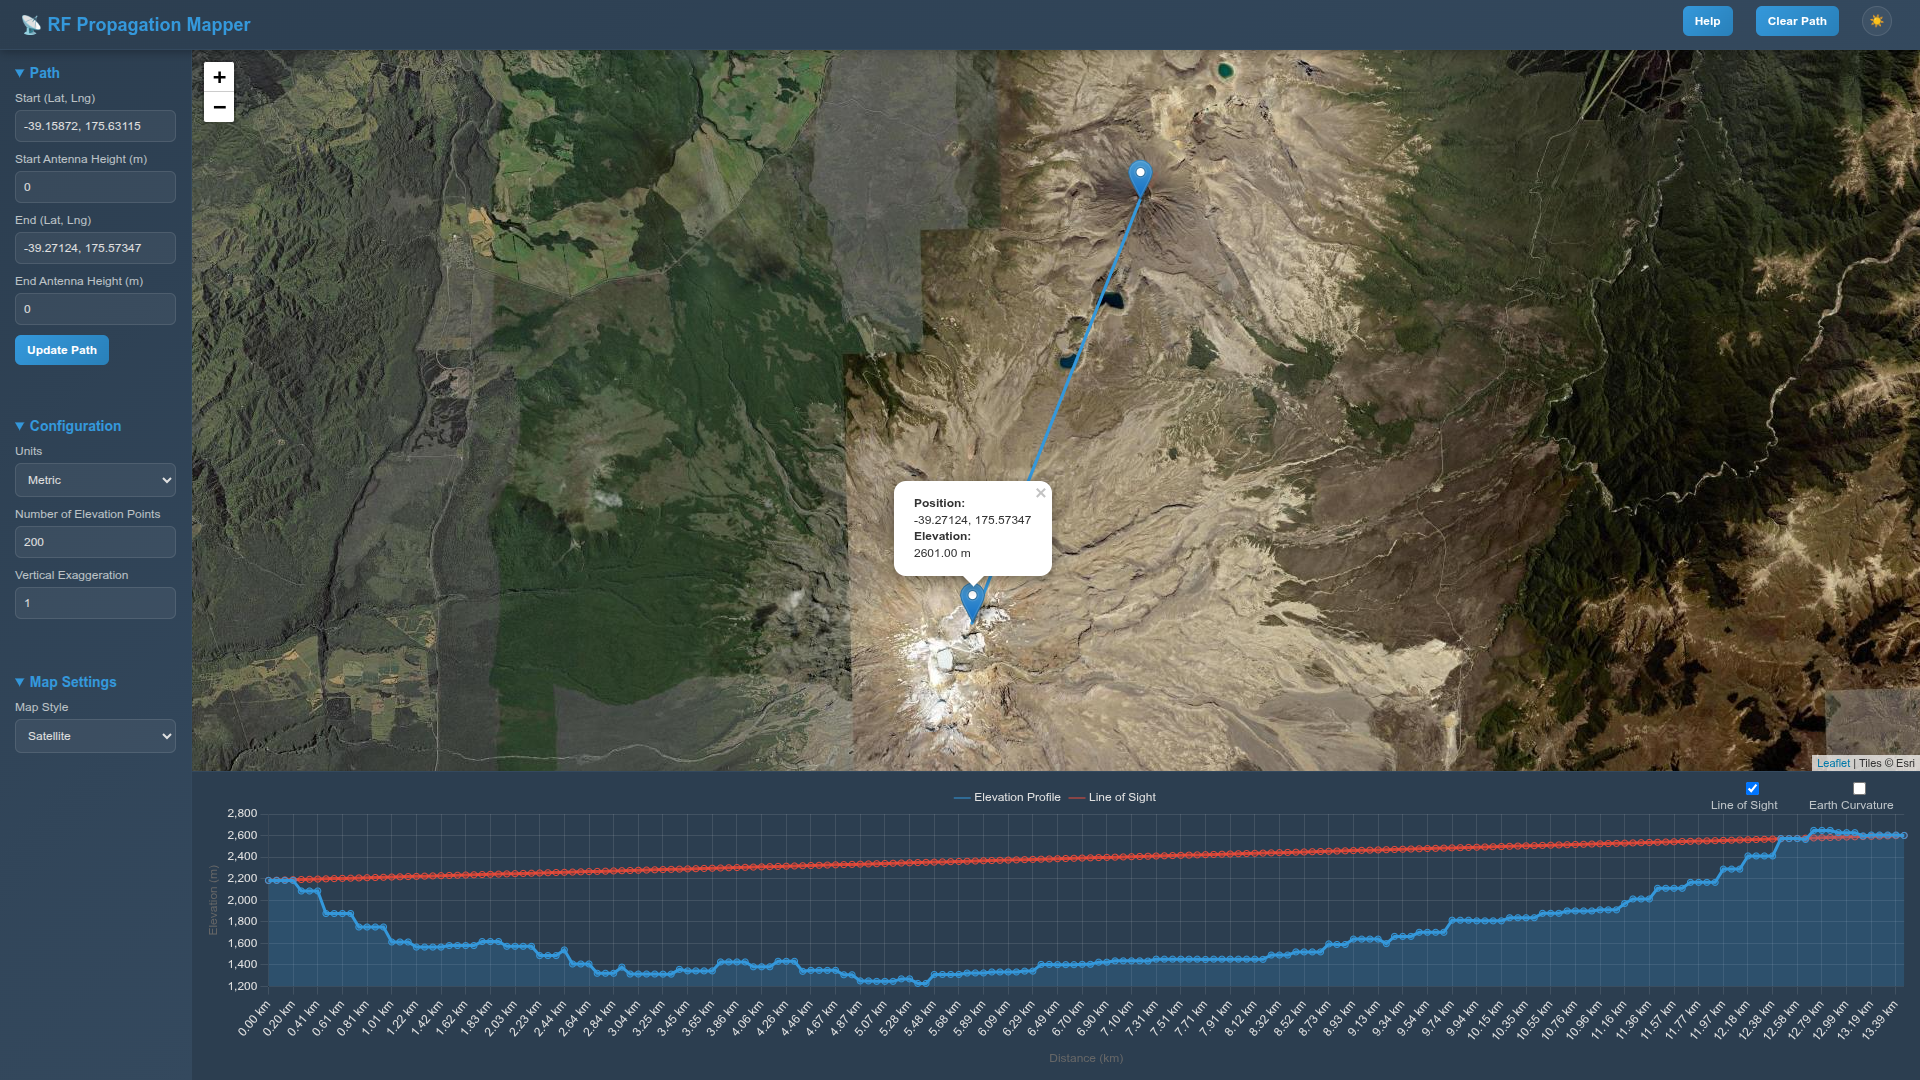 RF Propagation Mapper
Help
Clear Path
Path
Start (Lat, Lng)
-39.15872, 175.63115
Start Antenna Height (m)
0
End (Lat, Lng)
-39.27124, 175.57347
End Antenna Height (m)
0
Update Path
Configuration
Units
Metric
Number of Elevation Points
200
Vertical Exaggeration
1
Map Settings
Map Style
Satellite
+
−
×
Position:
-39.27124, 175.57347
Elevation:
2601.00 m
Leaflet | Tiles © Esri
Elevation Profile
Line of Sight
Line of Sight
Earth Curvature
Elevation (m)
2,800
2,600
2,400
2,200
2,000
1,800
1,600
1,400
1,200
0.00 km
0.20 km
0.41 km
0.61 km
0.81 km
1.01 km
1.22 km
1.42 km
1.62 km
1.83 km
2.03 km
2.23 km
2.44 km
2.64 km
2.84 km
3.04 km
3.25 km
3.45 km
3.65 km
3.86 km
4.06 km
4.26 km
4.46 km
4.67 km
4.87 km
5.07 km
5.28 km
5.48 km
5.68 km
5.89 km
6.09 km
6.29 km
6.49 km
6.70 km
6.90 km
7.10 km
7.31 km
7.51 km
7.71 km
7.91 km
8.12 km
8.32 km
8.52 km
8.73 km
8.93 km
9.13 km
9.34 km
9.54 km
9.74 km
9.94 km
10.15 km
10.35 km
10.55 km
10.76 km
10.96 km
11.16 km
11.36 km
11.57 km
11.77 km
11.97 km
12.18 km
12.38 km
12.58 km
12.79 km
12.99 km
13.19 km
13.39 km
Distance (km)